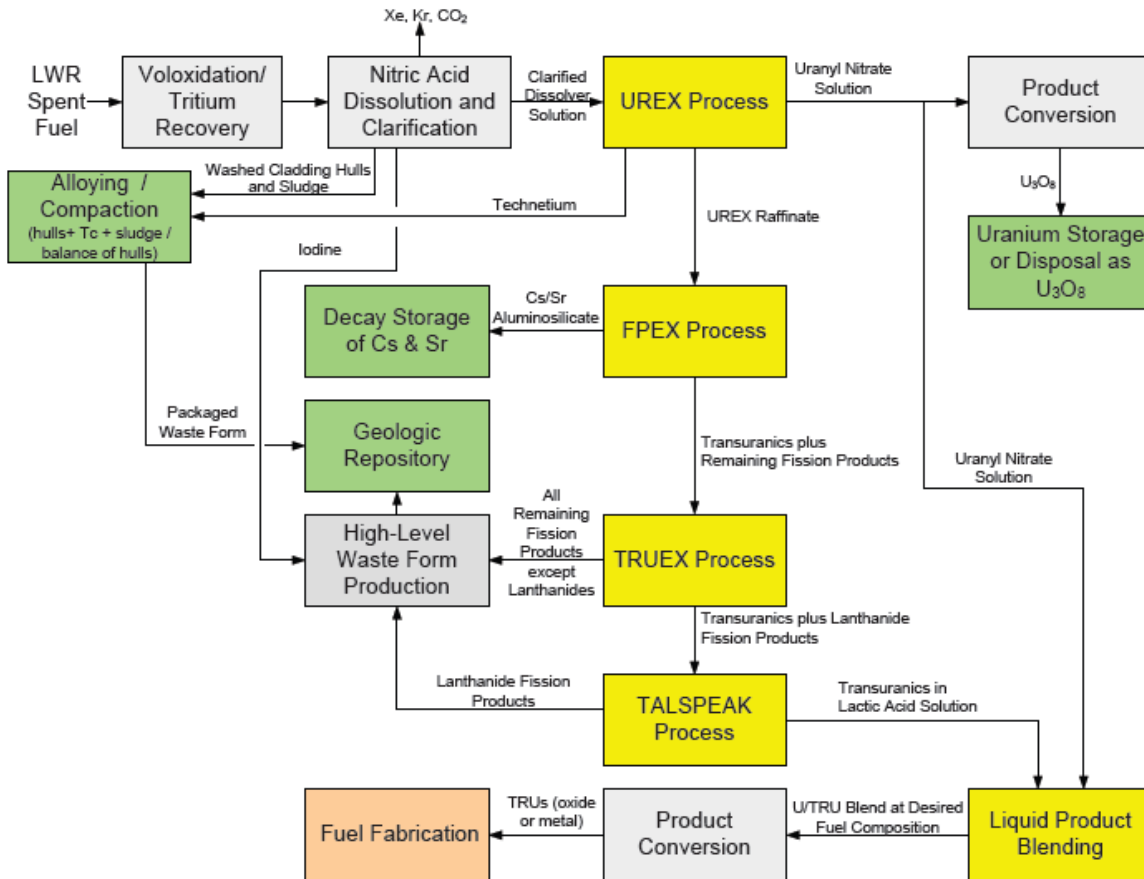 Xe, Kr, CO₂
LWR
Spent
Fuel
Voloxidation/
Tritium
Recovery
Nitric Acid
Dissolution and
Clarification
Clarified
Dissolver
Solution
UREX Process
Uranyl Nitrate
Solution
Product
Conversion
Washed Cladding Hulls
and Sludge
Alloying /
Compaction
(hulls+ Tc + sludge /
balance of hulls)
Technetium
UREX Raffinate
U₃O₈
Uranium Storage
or Disposal as
U₃O₈
Iodine
Decay Storage
of Cs & Sr
Cs/Sr
Aluminosilicate
FPEX Process
Packaged
Waste Form
Geologic
Repository
Transuranics plus
Remaining Fission Products
Uranyl Nitrate
Solution
High-Level
Waste Form
Production
All
Remaining
Fission
Products
except
Lanthanides
TRUEX Process
Transuranics plus Lanthanide
Fission Products
Lanthanide Fission
Products
TALSPEAK
Process
Transuranics in
Lactic Acid Solution
Fuel Fabrication
TRUs (oxide
or metal)
Product
Conversion
U/TRU Blend at Desired
Fuel Composition
Liquid Product
Blending